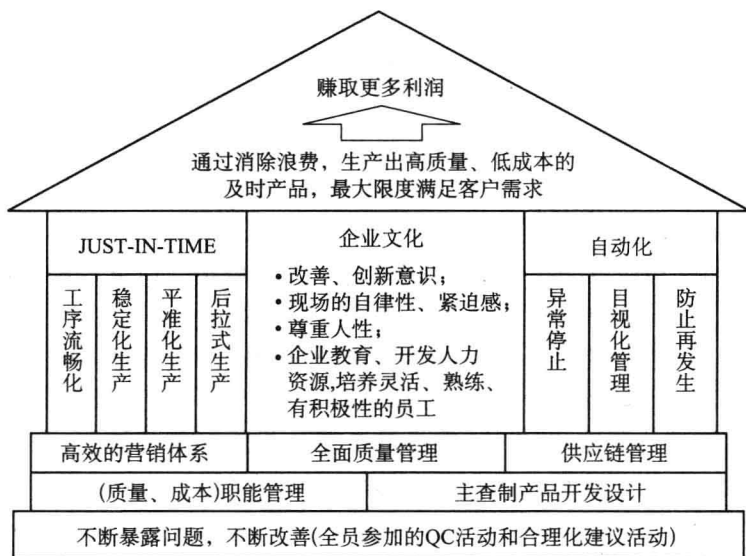 赚取更多利润
通过消除浪费，生产出高质量、低成本的
及时产品，最大限度满足客户需求
JUST-IN-TIME
工序流畅化
稳定化生产
平准化生产
后拉式生产
企业文化
• 改善、创新意识；
• 现场的自律性、紧迫感；
• 尊重人性；
• 企业教育、开发人力
资源,培养灵活、熟练、
有积极性的员工
自动化
异常停止
目视化管理
防止再发生
高效的营销体系
全面质量管理
供应链管理
(质量、成本)职能管理
主查制产品开发设计
不断暴露问题，不断改善(全员参加的QC活动和合理化建议活动)